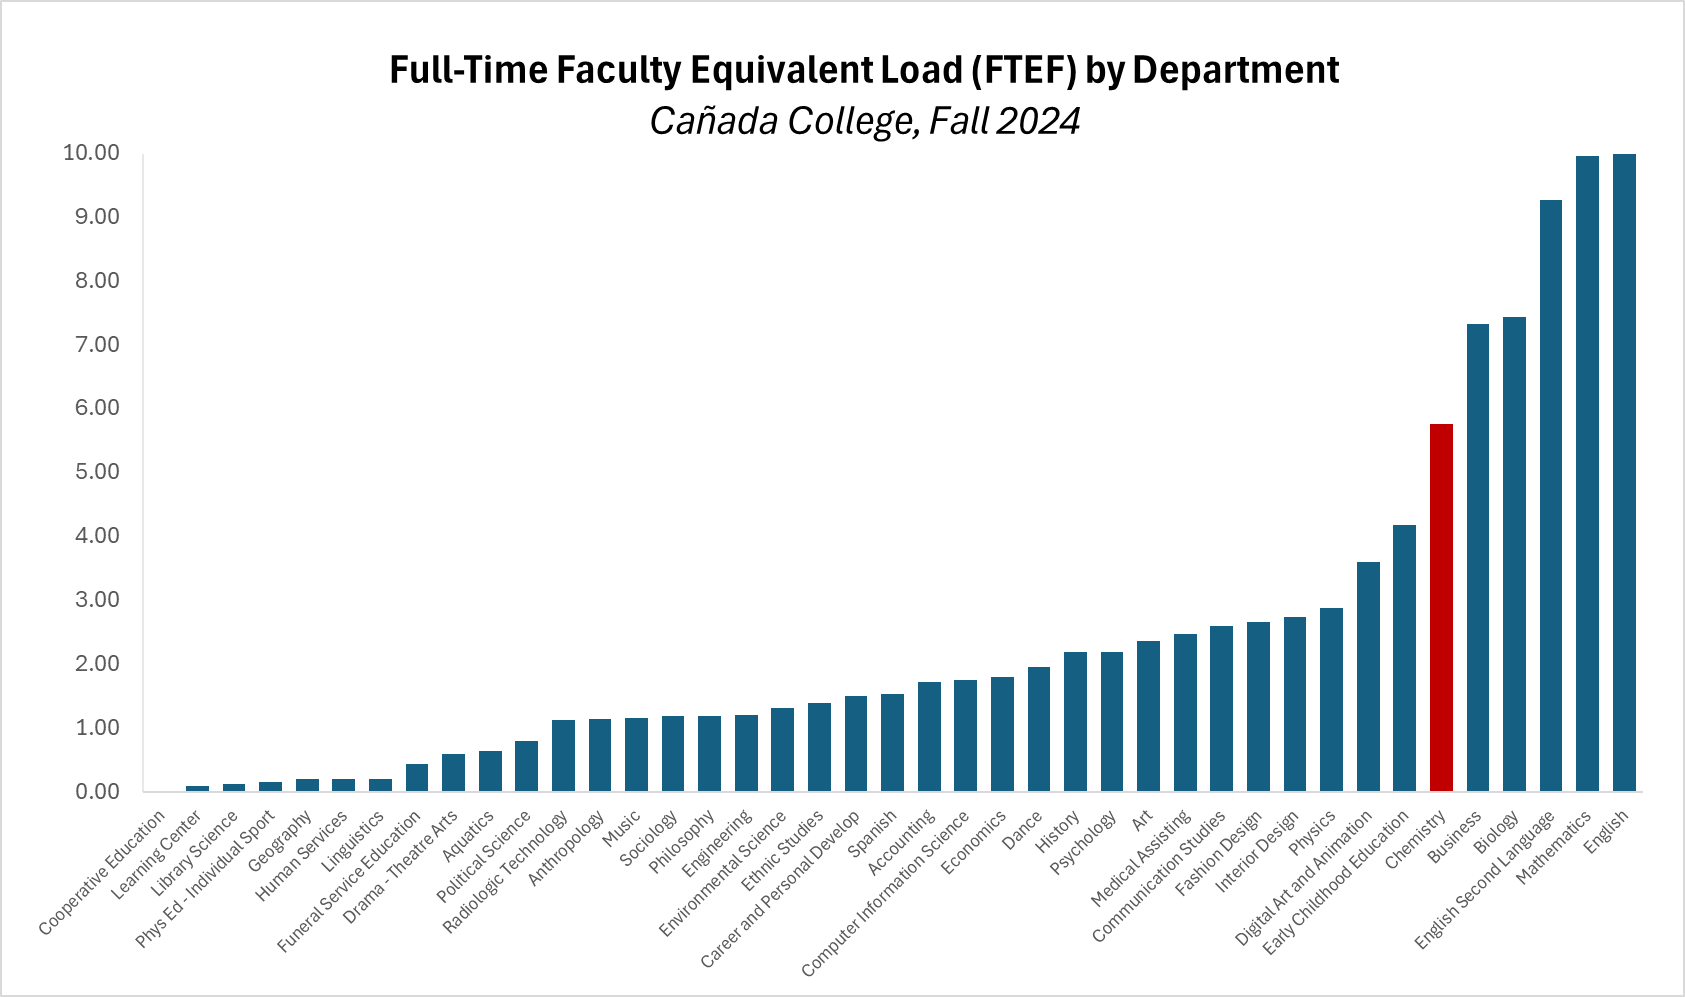 Full-Time Faculty Equivalent Load (FTEF) by Department
Cañada College, Fall 2024
10.00
9.00
8.00
7.00
6.00
5.00
4.00
3.00
2.00
1.00
0.00
Cooperative Education
Learning Center
Library Science
Phys Ed - Individual Sport
Geography
Human Services
Linguistics
Funeral Service Education
Drama - Theatre Arts
Aquatics
Political Science
Radiologic Technology
Anthropology
Music
Sociology
Philosophy
Engineering
Environmental Science
Ethnic Studies
Career and Personal Develop
Spanish
Accounting
Computer Information Science
Economics
Dance
History
Psychology
Art
Medical Assisting
Communication Studies
Fashion Design
Interior Design
Physics
Digital Art and Animation
Early Childhood Education
Chemistry
Business
Biology
English Second Language
Mathematics
English